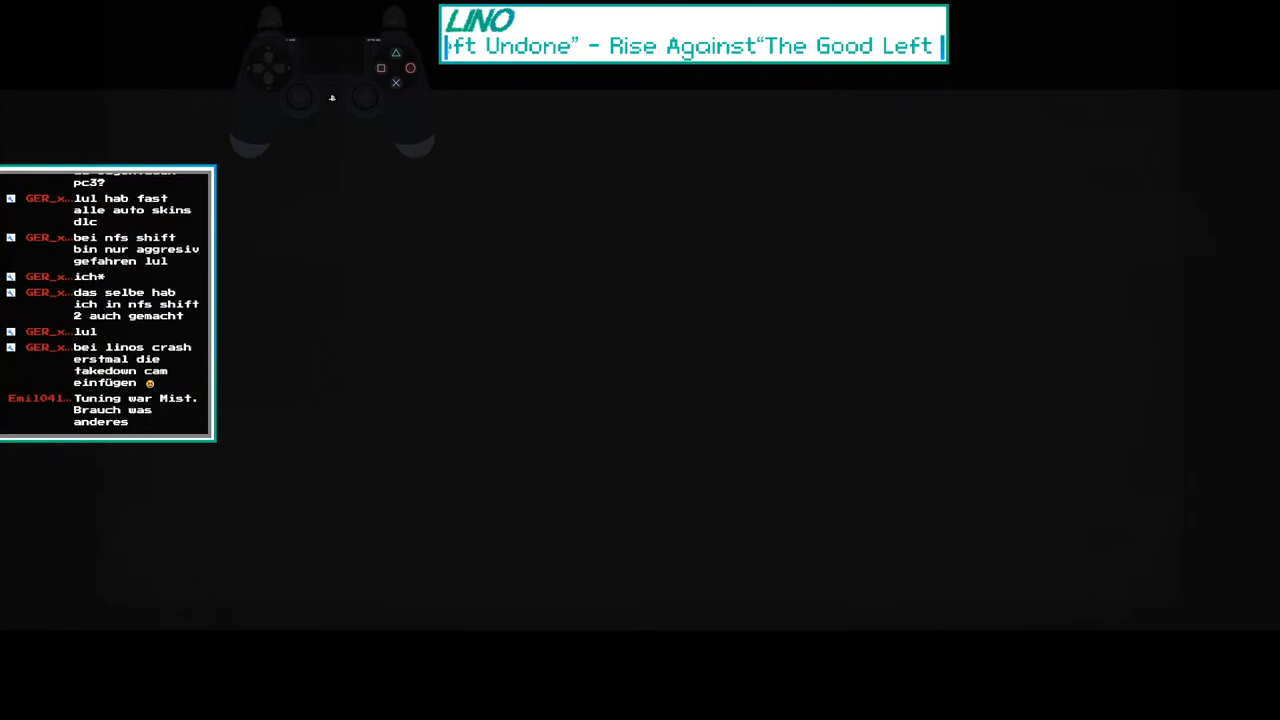 LINO
ft Undone” - Rise Against“The Good Left
pc3?
GER_x… lul hab fast
alle auto skins
dlc
GER_x… bei nfs shift
bin nur aggresiv
gefahren lul
GER_x… ich*
GER_x… das selbe hab
ich in nfs shift
2 auch gemacht
GER_x… lul
GER_x… bei linos crash
erstmal die
takedown cam
einfügen
Emil041… Tuning war Mist.
Brauch was
anderes